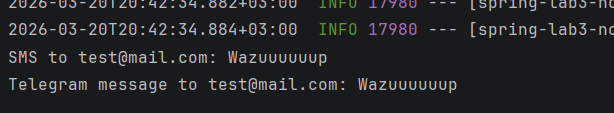 2026-03-20T20:42:34.882+03:00  INFO 17980 --- [spring-lab3-no
2026-03-20T20:42:34.884+03:00  INFO 17980 --- [spring-lab3-no
SMS to test@mail.com: Wazuuuuuup
Telegram message to test@mail.com: Wazuuuuuup